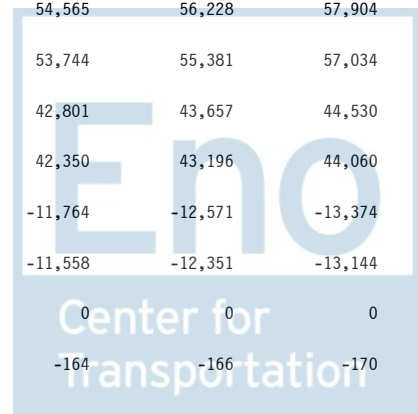 54,565 56,228 57,904
53,744 55,381 57,034
42,801 43,657 44,530
42,350 43,196 44,060
-11,764 -12,571 -13,374
Eno
-11,558 -12,351 -13,144
0 0 0
Center for
-164 -166 -170
Transportation